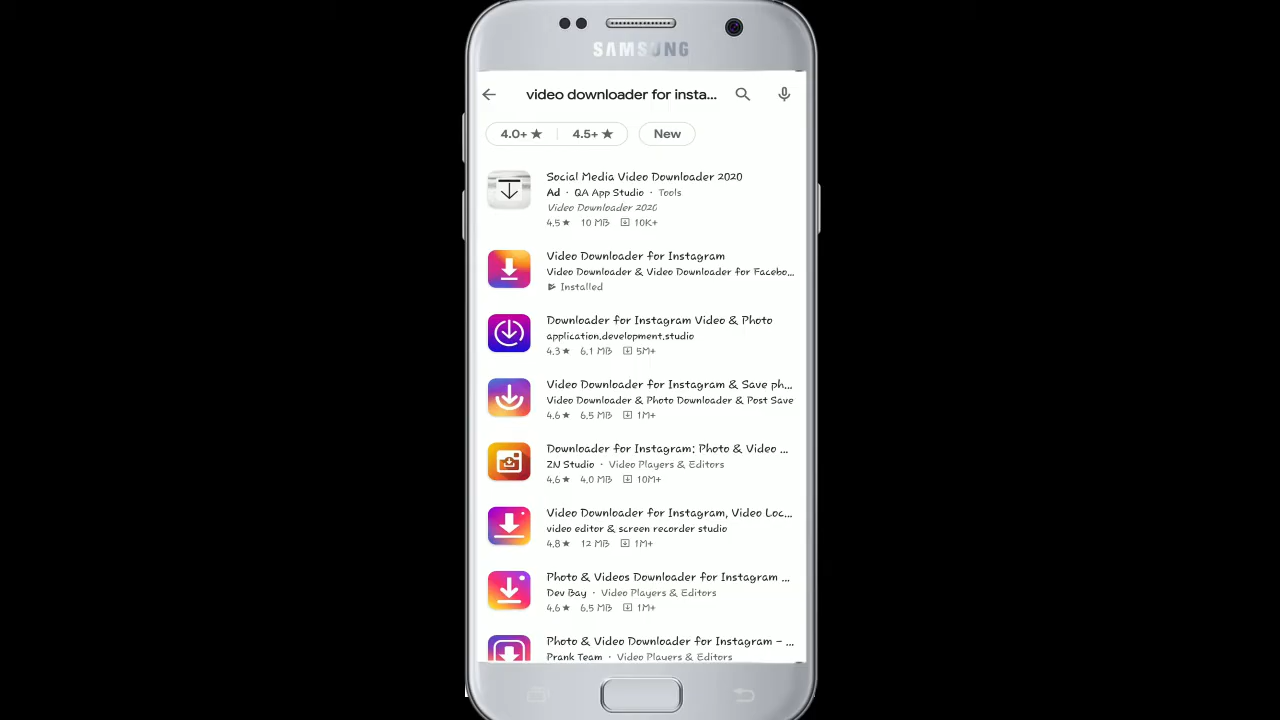 SAMSUNG
video downloader for insta...
4.0+ ★ 4.5+ ★ New
Social Media Video Downloader 2020
Ad · QA App Studio · Tools
Video Downloader 2020
4.5 ★ 10 MB 10K+
Video Downloader for Instagram
Video Downloader & Video Downloader for Facebo...
Installed
Downloader for Instagram Video & Photo
application.development.studio
4.3 ★ 6.1 MB 5M+
Video Downloader for Instagram & Save ph...
Video Downloader & Photo Downloader & Post Save
4.6 ★ 6.5 MB 1M+
Downloader for Instagram: Photo & Video ...
ZN Studio · Video Players & Editors
4.6 ★ 4.0 MB 10M+
Video Downloader for Instagram, Video Loc...
video editor & screen recorder studio
4.8 ★ 12 MB 1M+
Photo & Videos Downloader for Instagram ...
Dev Bay · Video Players & Editors
4.6 ★ 6.5 MB 1M+
Photo & Video Downloader for Instagram – ...
Prank Team · Video Players & Editors